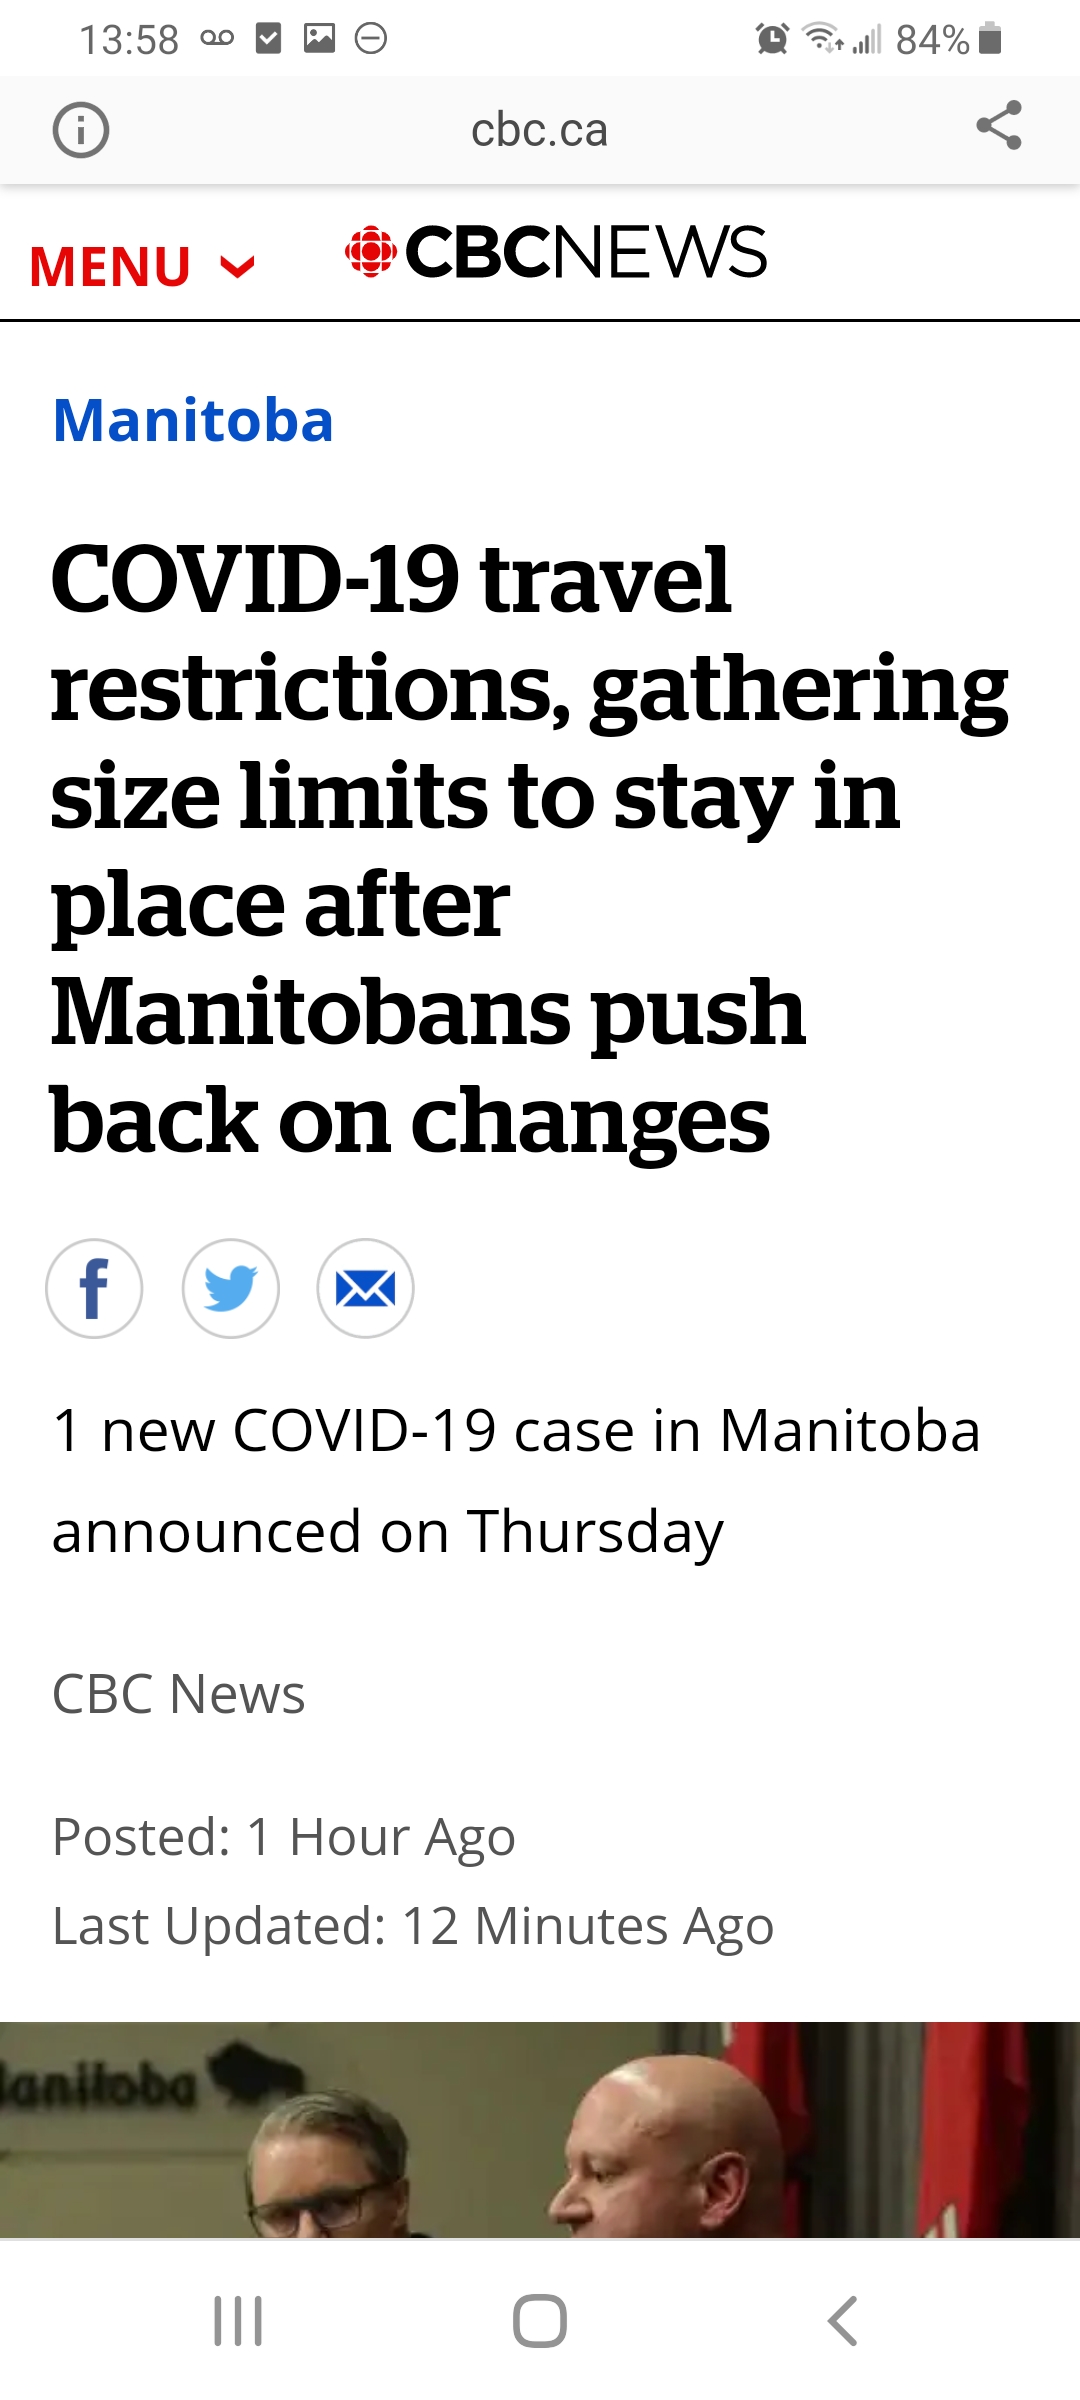 13:58 84%
cbc.ca
MENU CBCNEWS
Manitoba
COVID-19 travel
restrictions, gathering
size limits to stay in
place after
Manitobans push
back on changes
1 new COVID-19 case in Manitoba
announced on Thursday
CBC News
Posted: 1 Hour Ago
Last Updated: 12 Minutes Ago
anitoba